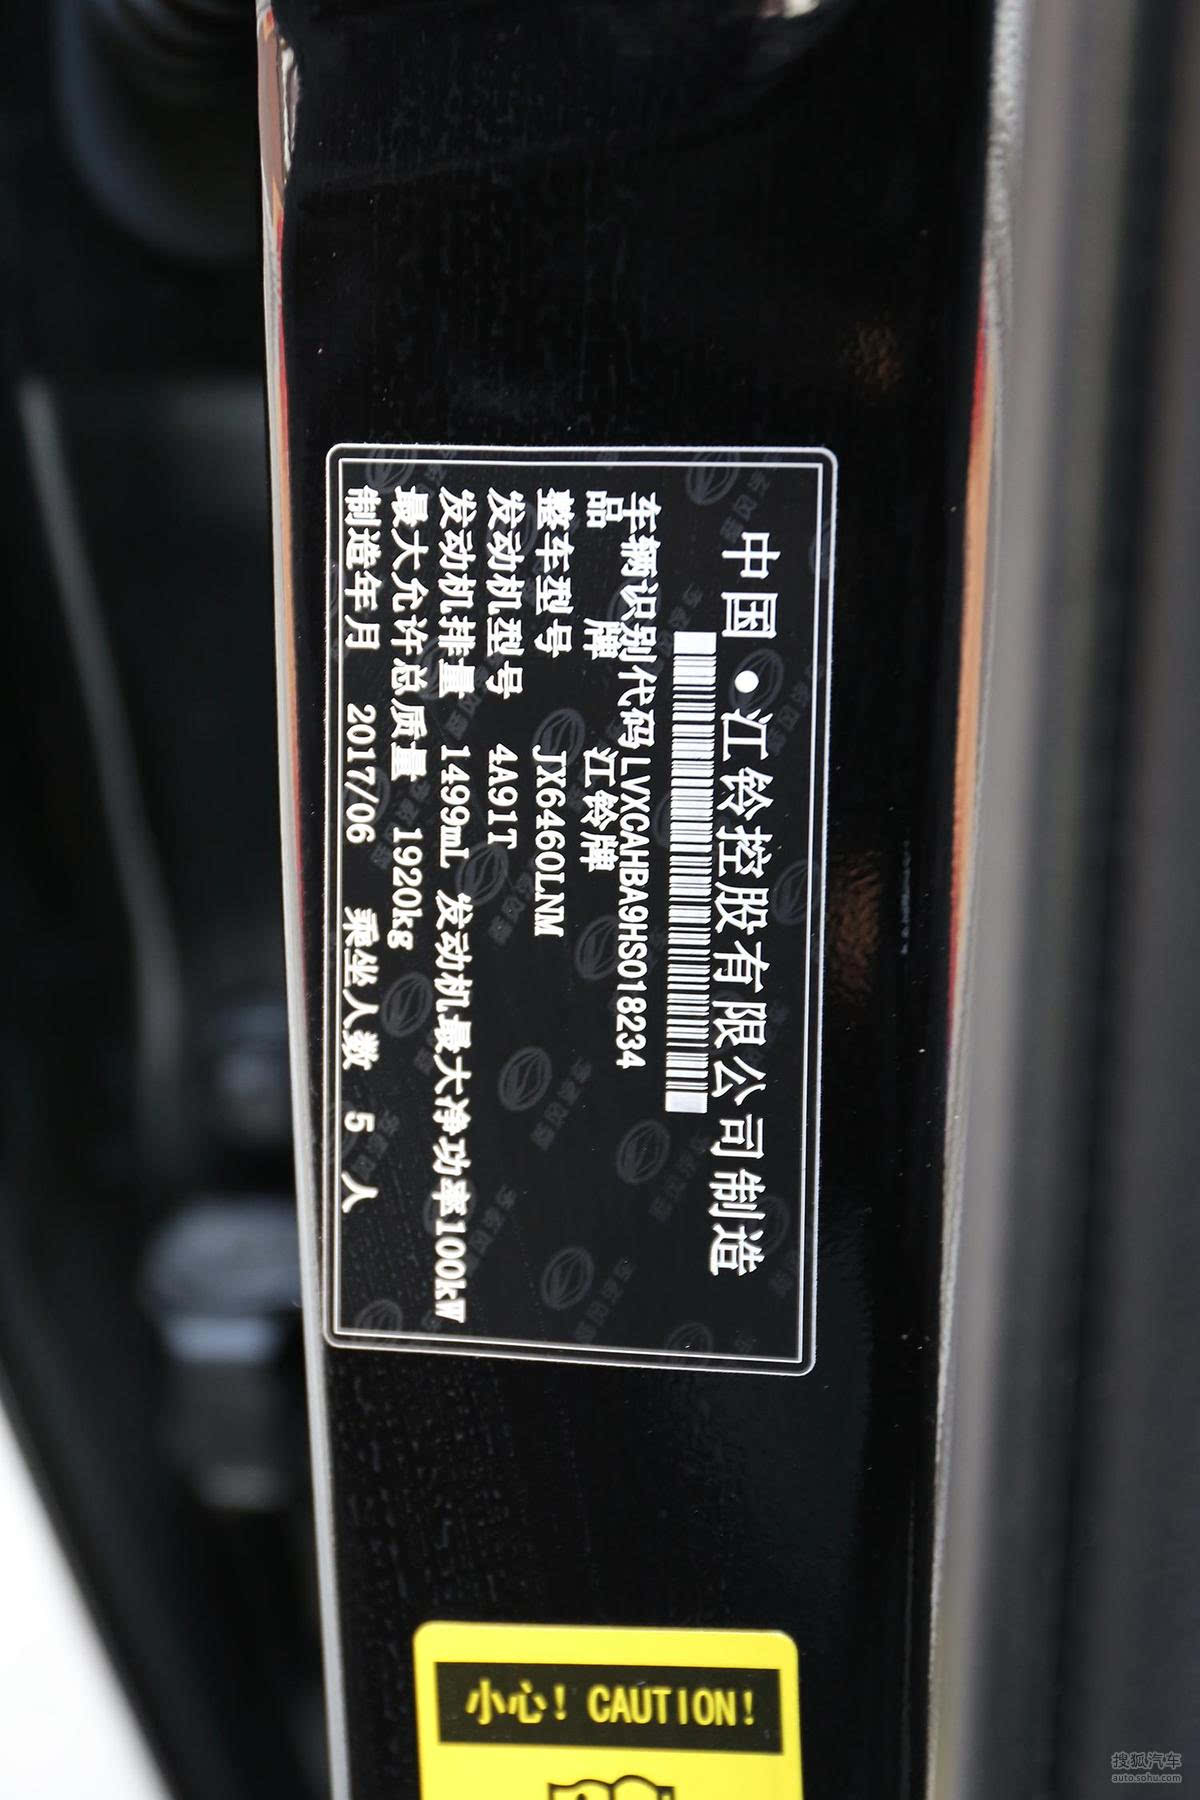 中国·江铃控股有限公司制造
车辆识别代码 LVXCAHBA9HS018234
品 牌 江铃牌
整车型号 JX6460LNM
发动机型号 4A91T
发动机排量 1499mL 发动机最大净功率100kW
最大允许总质量 1920kg
制造年月 2017/06 乘坐人数 5 人
小心! CAUTION!
搜狐汽车
auto.sohu.com